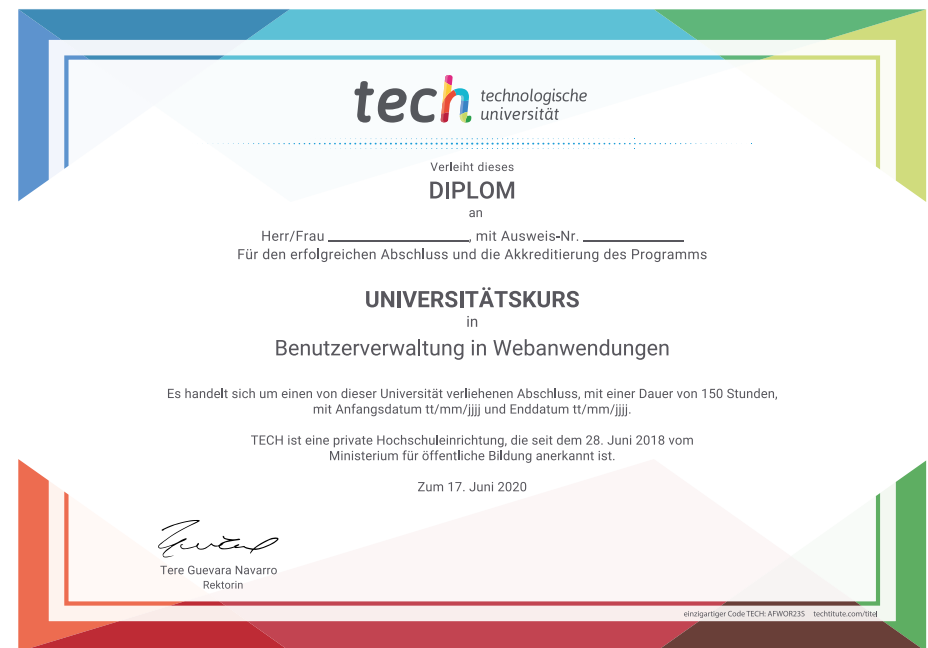 tech technologische
universität
Verleiht dieses
DIPLOM
an
Herr/Frau ____________________, mit Ausweis-Nr. ______________
Für den erfolgreichen Abschluss und die Akkreditierung des Programms
UNIVERSITÄTSKURS
in
Benutzerverwaltung in Webanwendungen
Es handelt sich um einen von dieser Universität verliehenen Abschluss, mit einer Dauer von 150 Stunden,
mit Anfangsdatum tt/mm/jjjj und Enddatum tt/mm/jjjj.
TECH ist eine private Hochschuleinrichtung, die seit dem 28. Juni 2018 vom
Ministerium für öffentliche Bildung anerkannt ist.
Zum 17. Juni 2020
Tere Guevara Navarro
Rektorin
einzigartiger Code TECH: AFWOR23S techtitute.com/titel